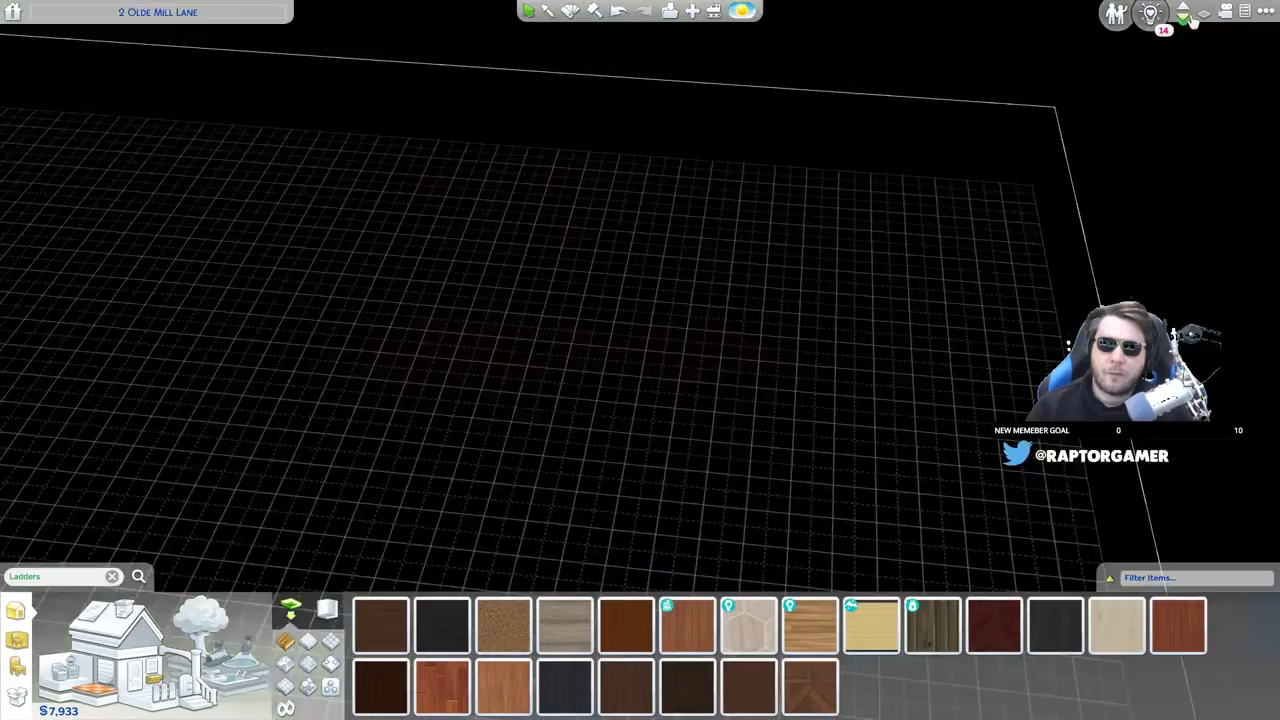 2 Olde Mill Lane
14
NEW MEMEBER GOAL 0 10
@RAPTORGAMER
Ladders
Filter Items...
§7,933